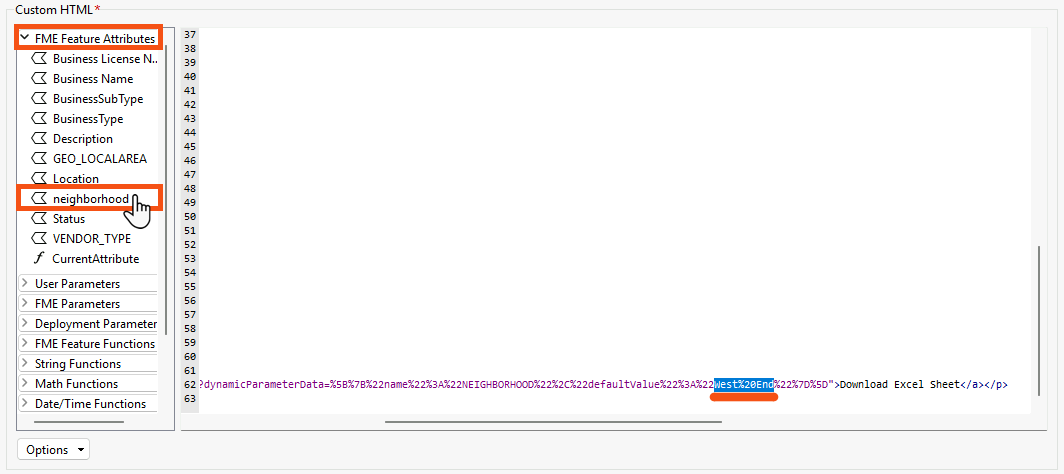 Custom HTML*
FME Feature Attributes
Business License N..
Business Name
BusinessSubType
BusinessType
Description
GEO_LOCALAREA
Location
neighborhood
Status
VENDOR_TYPE
CurrentAttribute
User Parameters
FME Parameters
Deployment Parameter
FME Feature Functions
String Functions
Math Functions
Date/Time Functions
37
38
39
40
41
42
43
44
45
46
47
48
49
50
51
52
53
54
55
56
57
58
59
60
61
62 ?dynamicParameterData=%5B%7B%22name%22%3A%22NEIGHBORHOOD%22%2C%22defaultValue%22%3A%22West%20End%22%7D%5D">Download Excel Sheet</a></p>
63
Options